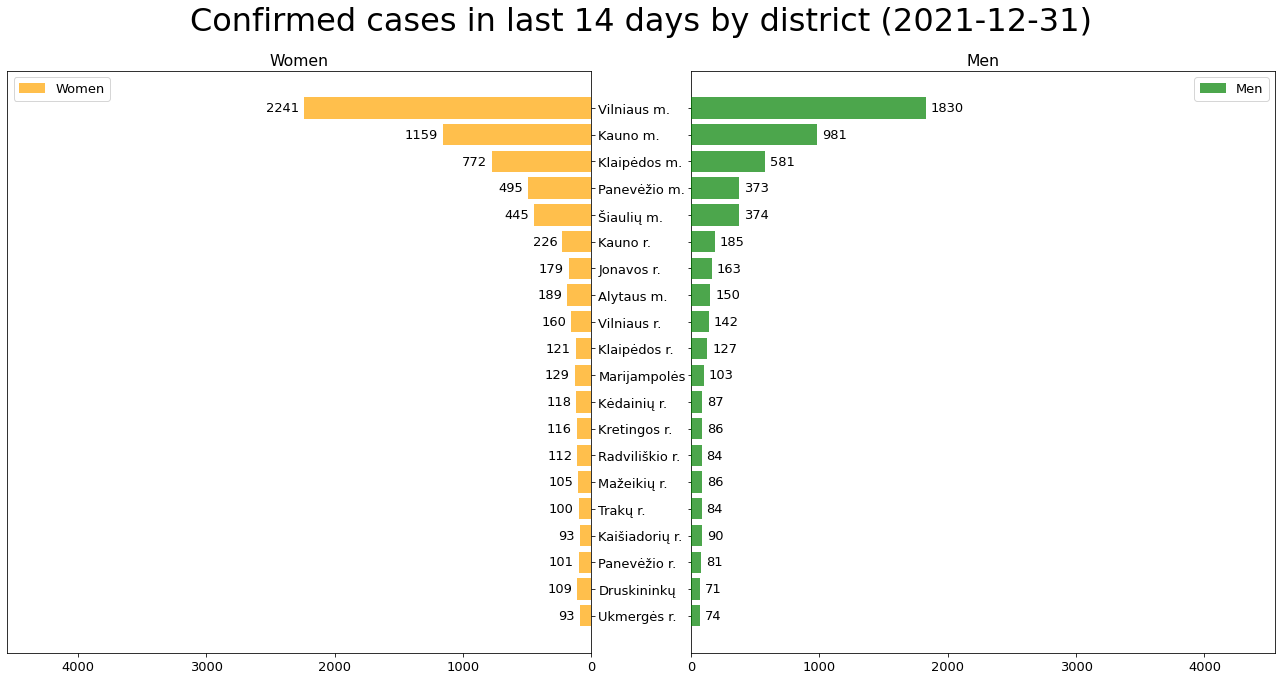 Confirmed cases in last 14 days by district (2021-12-31)
Women Men
Women Men
2241 Vilniaus m. 1830
1159 Kauno m. 981
772 Klaipėdos m. 581
495 Panevėžio m. 373
445 Šiaulių m. 374
226 Kauno r. 185
179 Jonavos r. 163
189 Alytaus m. 150
160 Vilniaus r. 142
121 Klaipėdos r. 127
129 Marijampolės 103
118 Kėdainių r. 87
116 Kretingos r. 86
112 Radviliškio r. 84
105 Mažeikių r. 86
100 Trakų r. 84
93 Kaišiadorių r. 90
101 Panevėžio r. 81
109 Druskininkų 71
93 Ukmergės r. 74
4000 3000 2000 1000 0 0 1000 2000 3000 4000